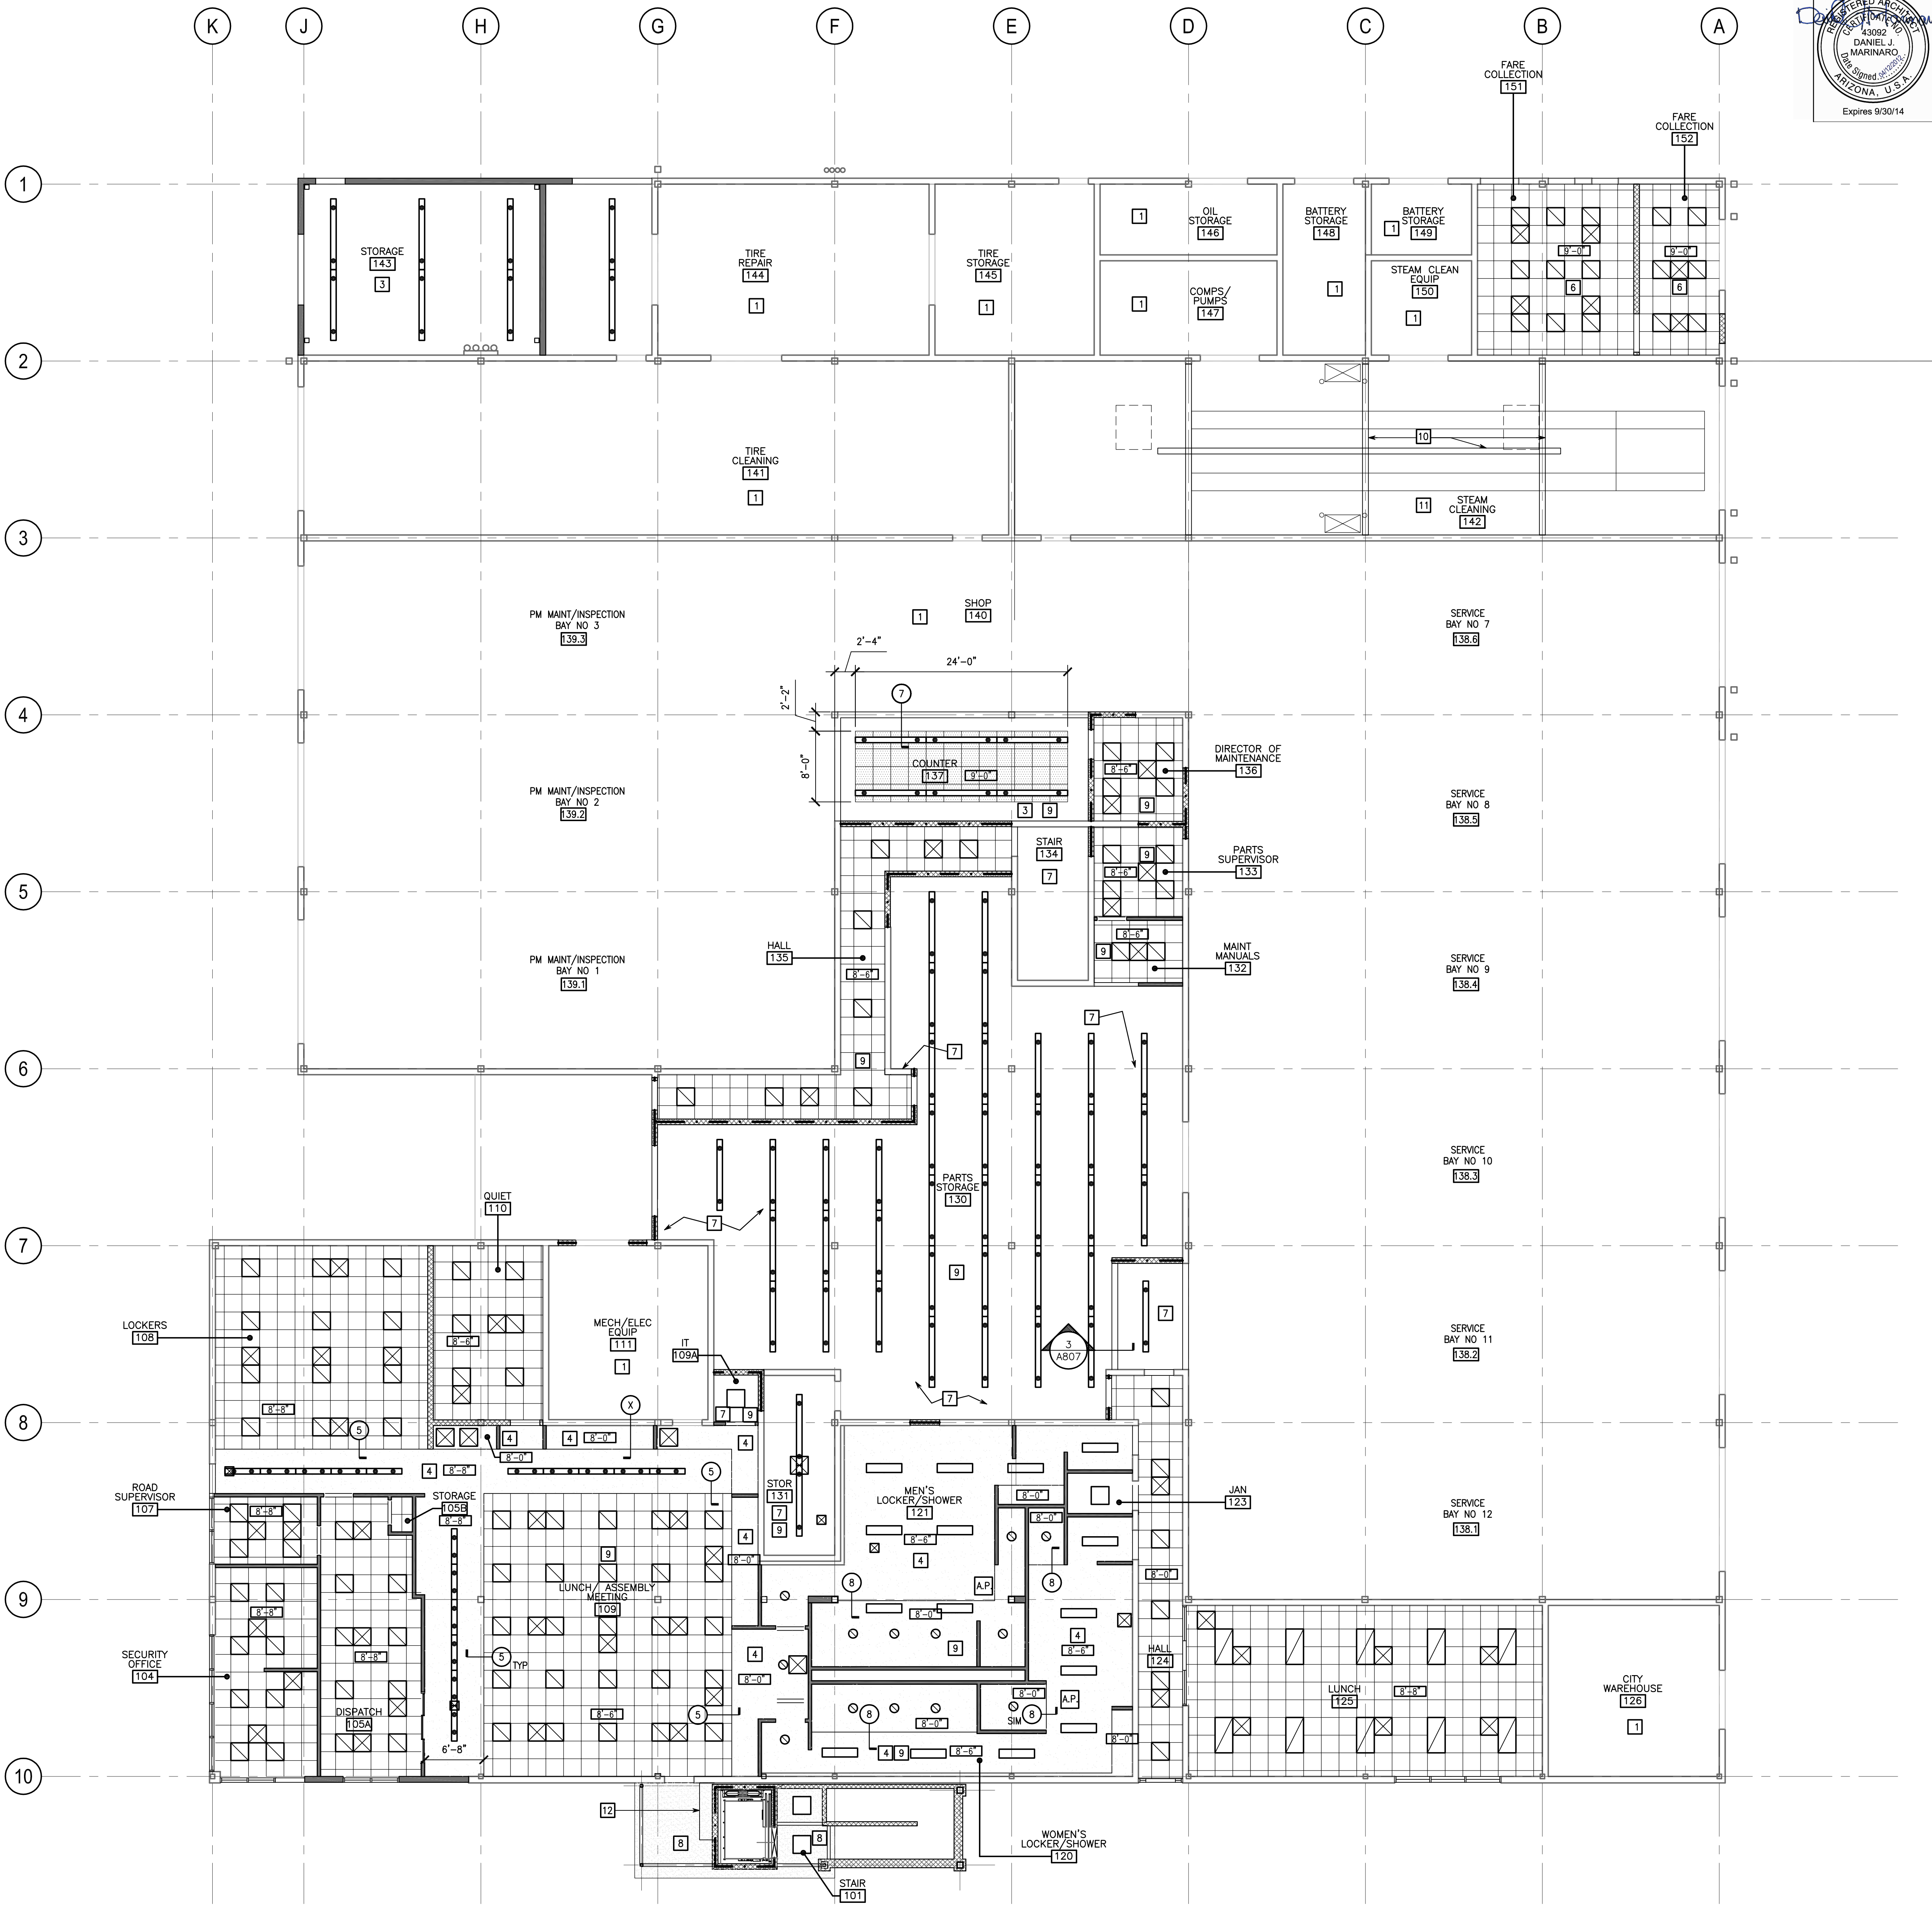 K
J
H
G
F
E
D
C
B
A
REGISTERED ARCHITECT
CERTIFICATE NO.
43092
DANIEL J.
MARINARO
Date Signed
ARIZONA, U.S.A.
Expires 9/30/14
FARE
COLLECTION
151
FARE
COLLECTION
152
1
STORAGE
143
3
TIRE
REPAIR
144
1
TIRE
STORAGE
145
1
1
OIL
STORAGE
146
1
COMPS/
PUMPS
147
BATTERY
STORAGE
148
1
1
BATTERY
STORAGE
149
STEAM CLEAN
EQUIP
150
1
9'-0"
6
9'-0"
6
2
TIRE
CLEANING
141
1
10
11
STEAM
CLEANING
142
3
PM MAINT/INSPECTION
BAY NO 3
139.3
1
SHOP
140
SERVICE
BAY NO 7
138.6
2'-4"
24'-0"
7
2'-2"
8'-0"
4
COUNTER
137
9'-0"
3
9
8'-6"
9
DIRECTOR OF
MAINTENANCE
136
PM MAINT/INSPECTION
BAY NO 2
139.2
SERVICE
BAY NO 8
138.5
STAIR
134
7
9
8'-6"
PARTS
SUPERVISOR
133
5
HALL
135
8'-6"
8'-6"
9
MAINT
MANUALS
132
PM MAINT/INSPECTION
BAY NO 1
139.1
SERVICE
BAY NO 9
138.4
7
7
9
6
PARTS
STORAGE
130
SERVICE
BAY NO 10
138.3
QUIET
110
7
7
9
LOCKERS
108
8'-6"
MECH/ELEC
EQUIP
111
1
IT
109A
3
A807
7
SERVICE
BAY NO 11
138.2
8'-8"
X
7
9
7
8
5
4
4
8'-0"
8'-0"
4
4
8'-8"
5
ROAD
SUPERVISOR
107
8'-8"
STORAGE
105B
8'-8"
STOR
131
7
9
MEN'S
LOCKER/SHOWER
121
8'-6"
4
8'-0"
8'-0"
JAN
123
SERVICE
BAY NO 12
138.1
4
8'-0"
9
LUNCH/ ASSEMBLY
MEETING
109
8
A.P.
8
8'-0"
9
8'-8"
8'-0"
9
4
8'-6"
SECURITY
OFFICE
104
8'-8"
5
TYP
4
8'-0"
HALL
124
DISPATCH
105A
8'-6"
5
8
8'-0"
8'-0"
SIM
8
A.P.
LUNCH
125
8'-8"
CITY
WAREHOUSE
126
1
6'-8"
4
9
8'-6"
8'-0"
10
12
8
8
WOMEN'S
LOCKER/SHOWER
120
STAIR
101